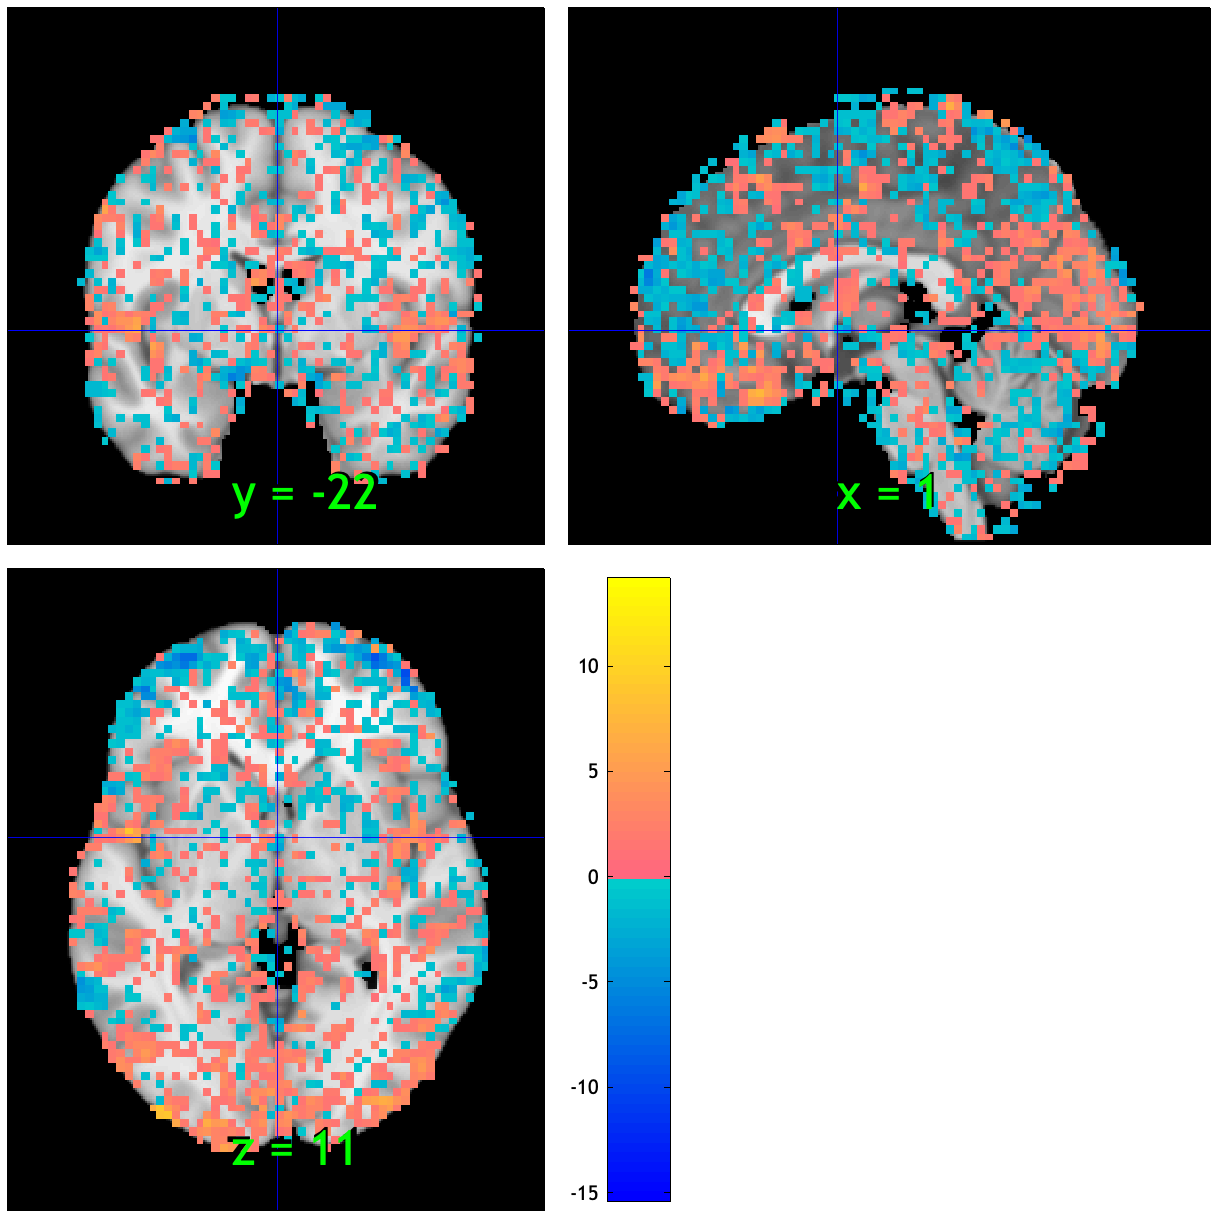 y = -22
x = 1
z = 11
10
5
0
-5
-10
-15